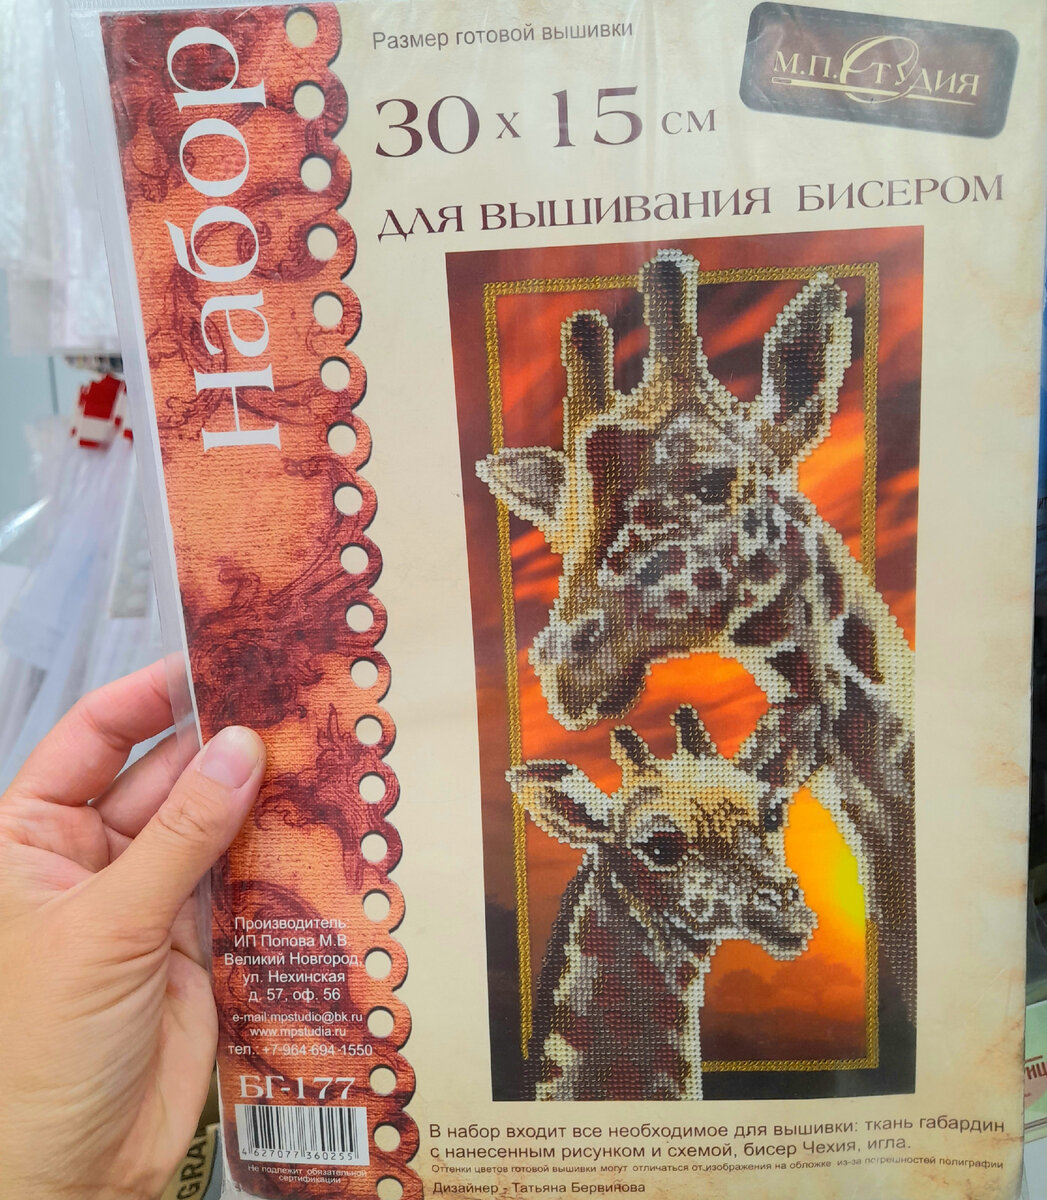 Набор
Размер готовой вышивки
М.П.Студия
30 х 15 см
для вышивания бисером
Производитель:
ИП Попова М.В.
Великий Новгород,
ул. Нехинская
д. 57, оф. 56
e-mail:mpstudio@bk.ru
www.mpstudia.ru
тел.: +7-964-694-1550
БГ-177
4 627077 360255
Не подлежит обязательной
сертификации
В набор входит все необходимое для вышивки: ткань габардин
с нанесенным рисунком и схемой, бисер Чехия, игла.
Оттенки цветов готовой вышивки могут отличаться от изображения на обложке из-за погрешностей полиграфии
Дизайнер - Татьяна Бервинова